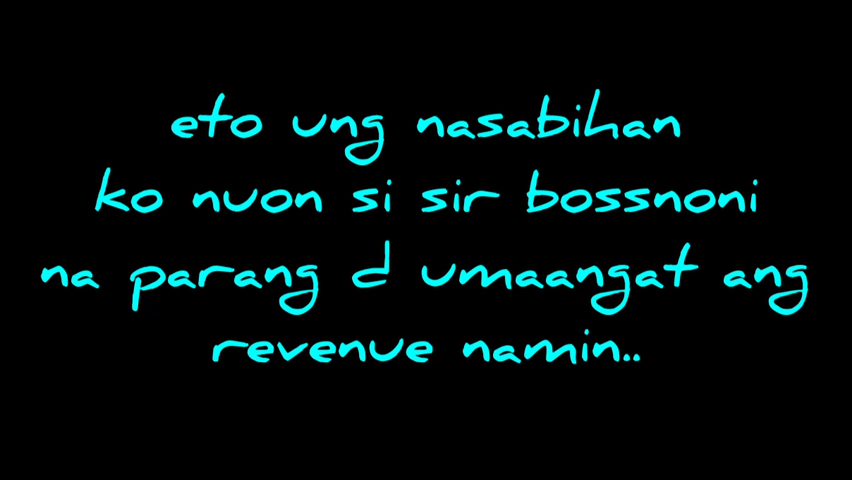 eto ung nasabihan
ko nuon si sir bossnoni
na parang d umaangat ang
revenue namin..